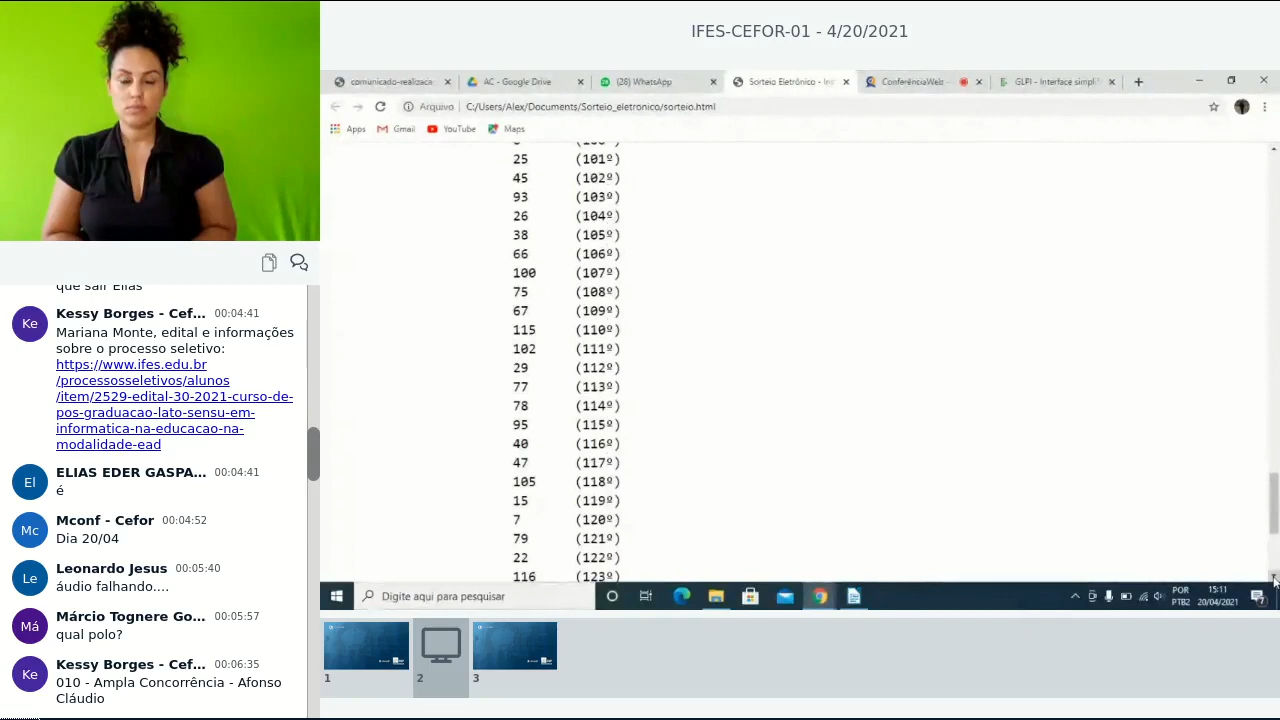 IFES-CEFOR-01 - 4/20/2021
comunicado-realizaca
AC - Google Drive
(28) WhatsApp
Sorteio Eletrônico - In
ConferênciaWeb
GLPI - Interface simpli
Arquivo
C:/Users/Alex/Documents/Sorteio_eletronico/sorteio.html
Apps
Gmail
YouTube
Maps
25 (101º)
45 (102º)
93 (103º)
26 (104º)
38 (105º)
66 (106º)
100 (107º)
75 (108º)
67 (109º)
115 (110º)
102 (111º)
29 (112º)
77 (113º)
78 (114º)
95 (115º)
40 (116º)
47 (117º)
105 (118º)
15 (119º)
7 (120º)
79 (121º)
22 (122º)
116 (123º)
Digite aqui para pesquisar
POR
PTB2
15:11
20/04/2021
1
2
3
que sair Elias
Ke
Kessy Borges - Cef... 00:04:41
Mariana Monte, edital e informações
sobre o processo seletivo:
https://www.ifes.edu.br
/processosseletivos/alunos
/item/2529-edital-30-2021-curso-de-
pos-graduacao-lato-sensu-em-
informatica-na-educacao-na-
modalidade-ead
El
ELIAS EDER GASPA... 00:04:41
é
Mc
Mconf - Cefor 00:04:52
Dia 20/04
Le
Leonardo Jesus 00:05:40
áudio falhando....
Má
Márcio Tognere Go... 00:05:57
qual polo?
Ke
Kessy Borges - Cef... 00:06:35
010 - Ampla Concorrência - Afonso
Cláudio